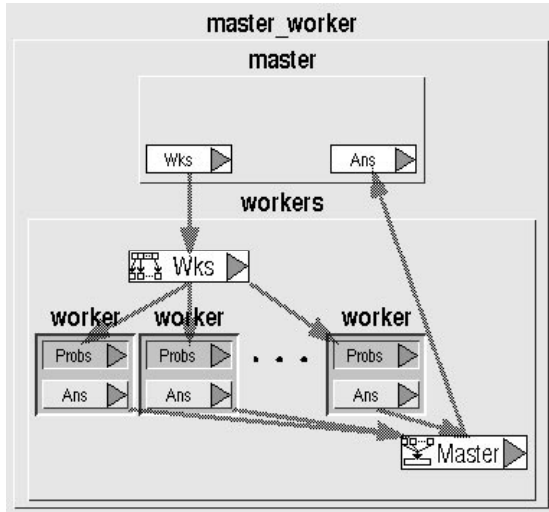 master_worker
master
Wks
Ans
workers
Wks
worker
worker
worker
Probs
Probs
. . .
Probs
Ans
Ans
Ans
Master